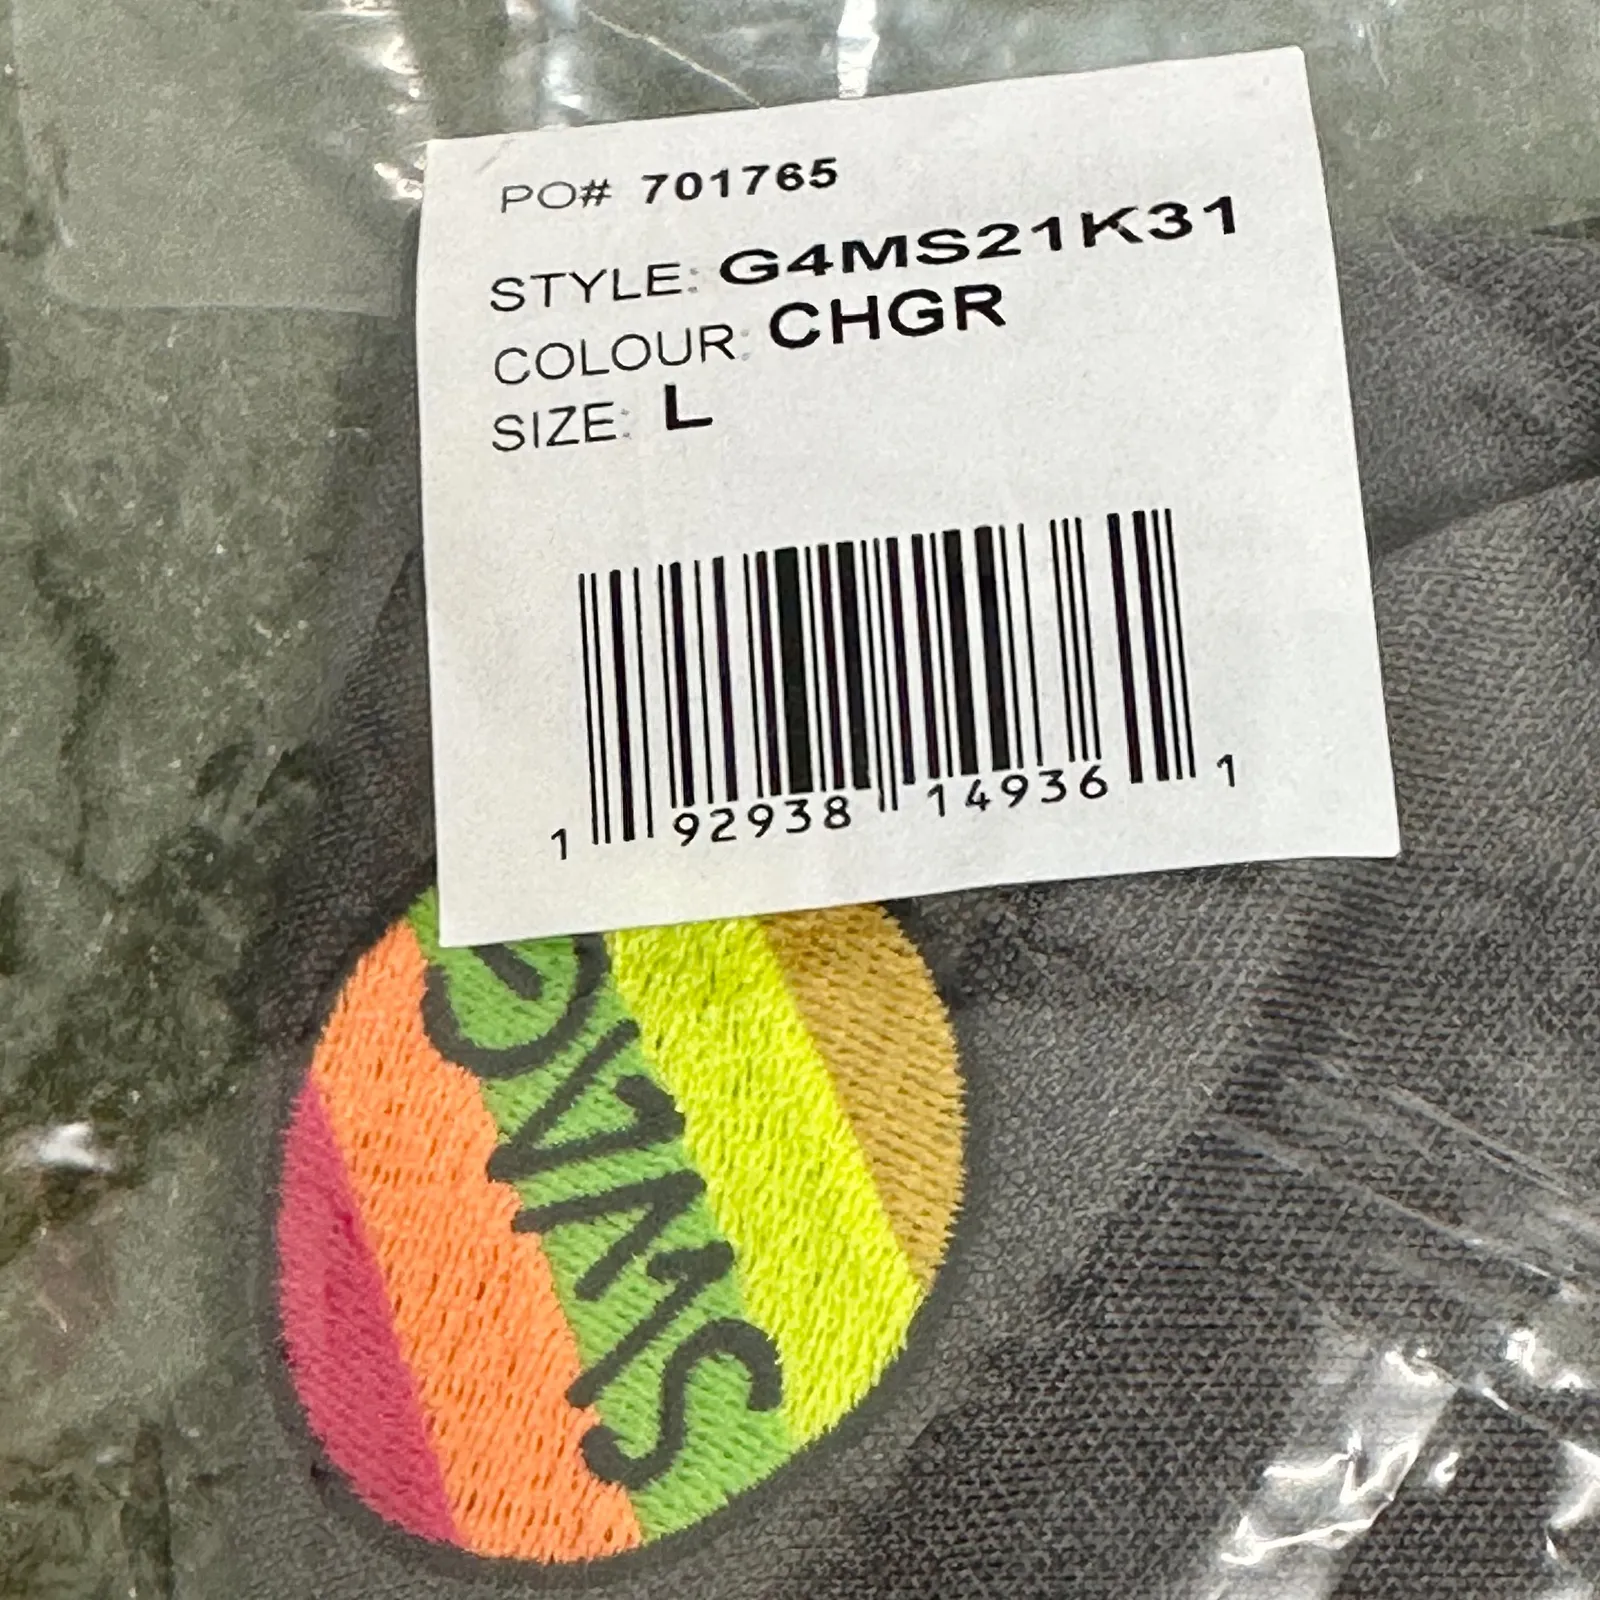 PO# 701765
STYLE: G4MS21K31
COLOUR: CHGR
SIZE: L
1 92938 14936 1